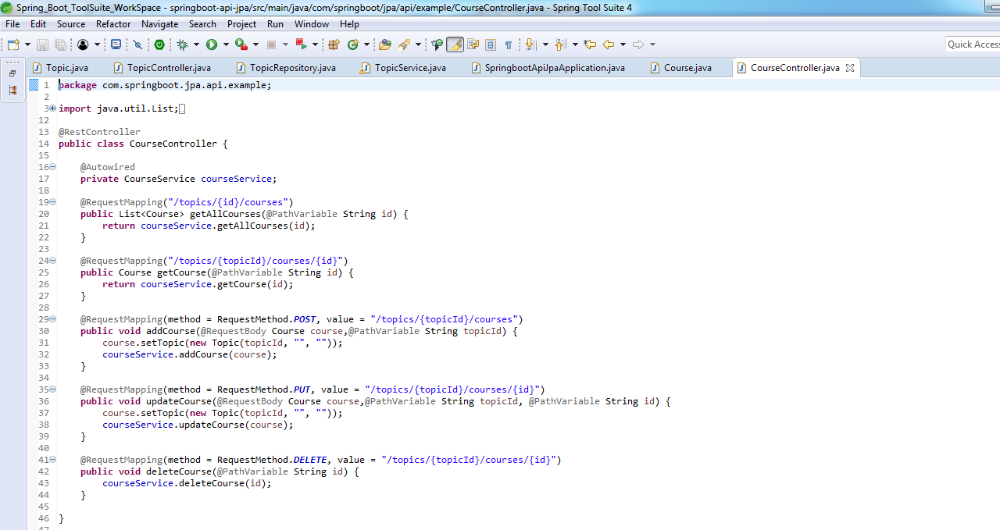 Spring_Boot_ToolSuite_WorkSpace - springboot-api-jpa/src/main/java/com/springboot/jpa/api/example/CourseController.java - Spring Tool Suite 4
File Edit Source Refactor Navigate Search Project Run Window Help
Quick Access
Topic.java TopicController.java TopicRepository.java TopicService.java SpringbootApiJpaApplication.java Course.java CourseController.java
1 package com.springboot.jpa.api.example;
2
3 import java.util.List;
12
13 @RestController
14 public class CourseController {
15
16 @Autowired
17 private CourseService courseService;
18
19 @RequestMapping("/topics/{id}/courses")
20 public List<Course> getAllCourses(@PathVariable String id) {
21 return courseService.getAllCourses(id);
22 }
23
24 @RequestMapping("/topics/{topicId}/courses/{id}")
25 public Course getCourse(@PathVariable String id) {
26 return courseService.getCourse(id);
27 }
28
29 @RequestMapping(method = RequestMethod.POST, value = "/topics/{topicId}/courses")
30 public void addCourse(@RequestBody Course course,@PathVariable String topicId) {
31 course.setTopic(new Topic(topicId, "", ""));
32 courseService.addCourse(course);
33 }
34
35 @RequestMapping(method = RequestMethod.PUT, value = "/topics/{topicId}/courses/{id}")
36 public void updateCourse(@RequestBody Course course,@PathVariable String topicId, @PathVariable String id) {
37 course.setTopic(new Topic(topicId, "", ""));
38 courseService.updateCourse(course);
39 }
40
41 @RequestMapping(method = RequestMethod.DELETE, value = "/topics/{topicId}/courses/{id}")
42 public void deleteCourse(@PathVariable String id) {
43 courseService.deleteCourse(id);
44 }
45
46 }
47